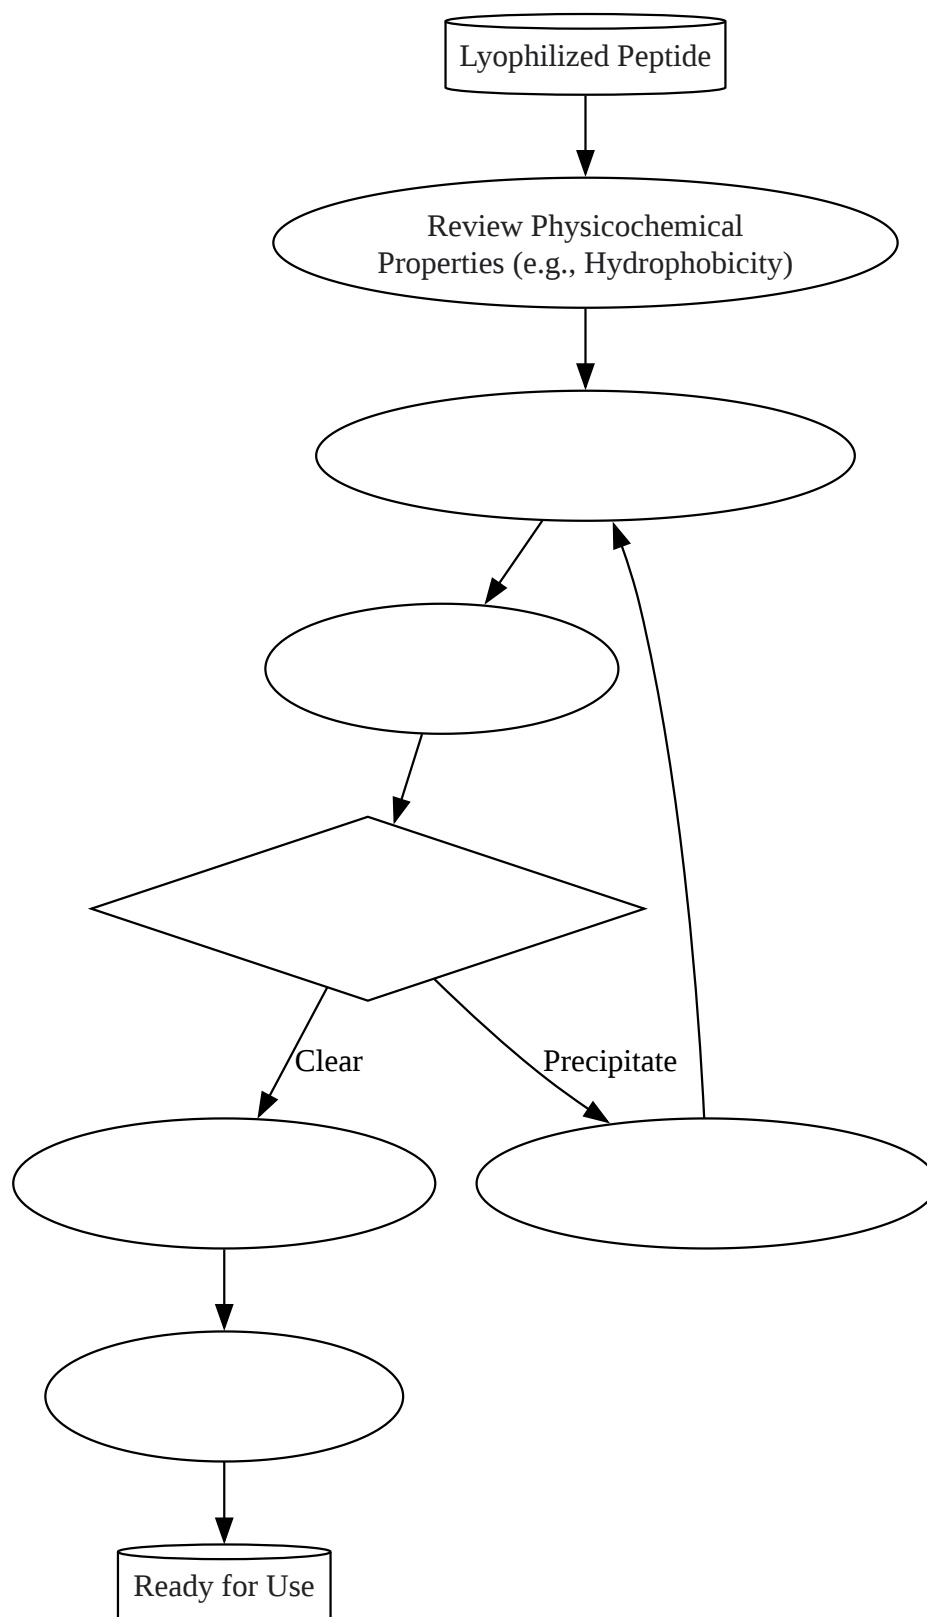 Lyophilized Peptide
Review Physicochemical
Properties (e.g., Hydrophobicity)
Clear
Precipitate
Ready for Use